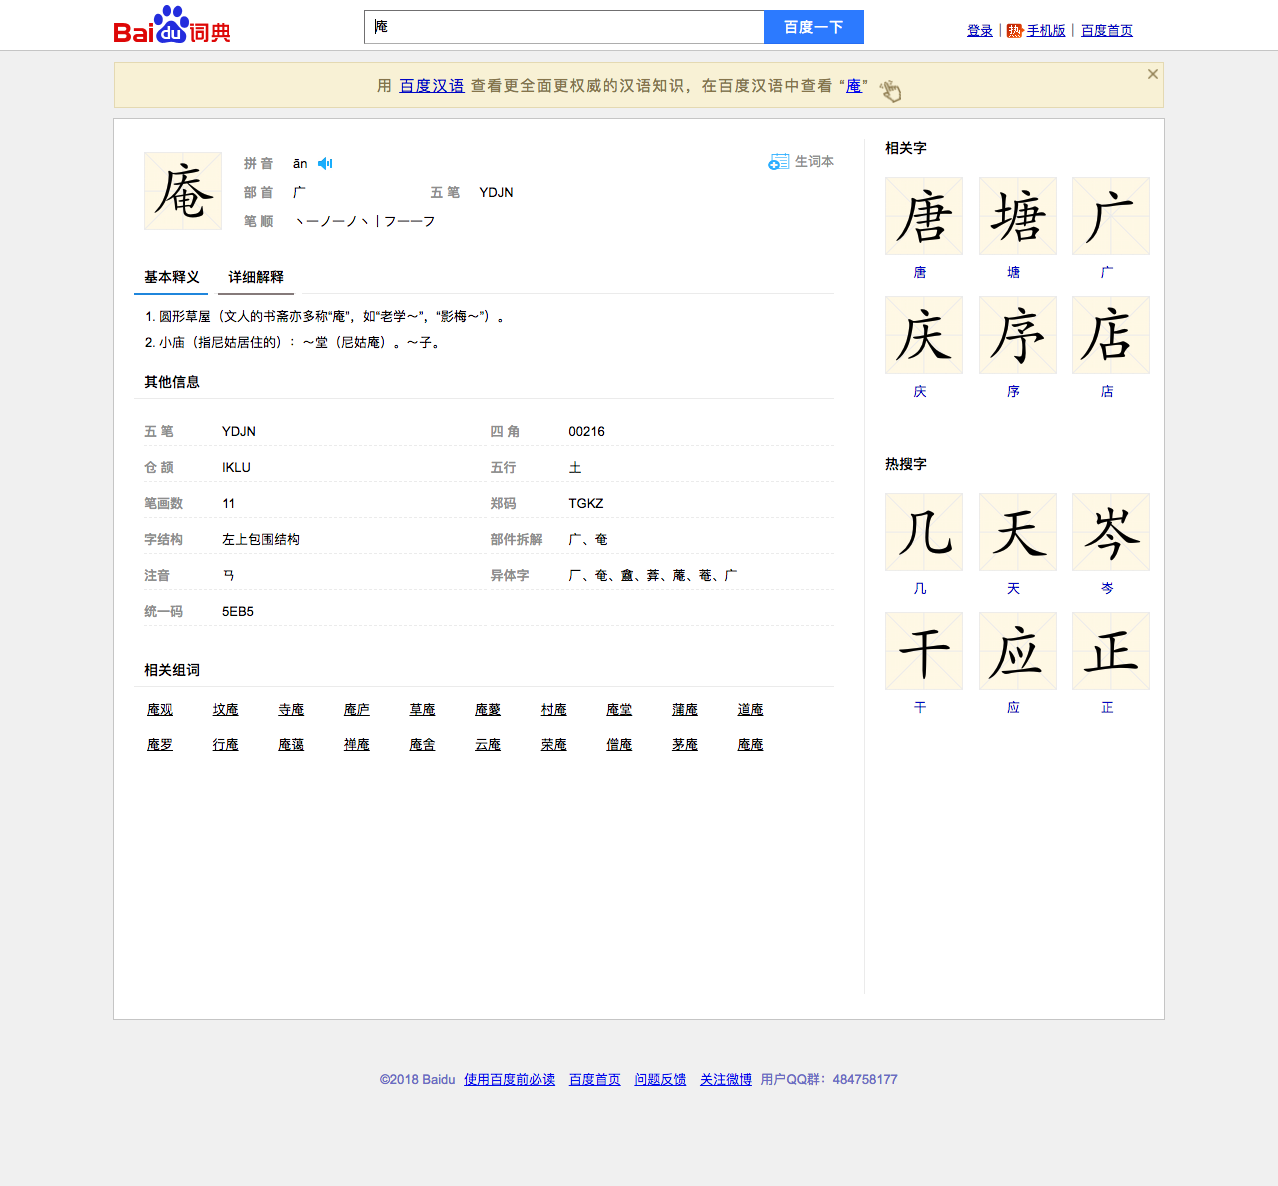 Baidu词典
庵
百度一下
登录 | 热 手机版 | 百度首页
用 百度汉语 查看更全面更权威的汉语知识，在百度汉语中查看 “庵”
庵
拼 音 ān
生词本
部 首 广 五 笔 YDJN
笔 顺 丶一ノ一ノヽ丨フ一一フ
基本释义 详细解释
1. 圆形草屋（文人的书斋亦多称“庵”，如“老学～”，“影梅～”）。
2. 小庙（指尼姑居住的）：～堂（尼姑庵）。～子。
其他信息
五 笔 YDJN 四 角 00216
仓 颉 IKLU 五行 土
笔画数 11 郑码 TGKZ
字结构 左上包围结构 部件拆解 广、奄
注音 ㄢ 异体字 厂、奄、盦、葊、蓭、菴、广
统一码 5EB5
相关组词
庵观 坟庵 寺庵 庵庐 草庵 庵薆 村庵 庵堂 蒲庵 道庵
庵罗 行庵 庵蔼 禅庵 庵舍 云庵 荣庵 僧庵 茅庵 庵庵
相关字
唐 塘 广
唐 塘 广
庆 序 店
庆 序 店
热搜字
几 天 岑
几 天 岑
干 应 正
干 应 正
©2018 Baidu 使用百度前必读 百度首页 问题反馈 关注微博 用户QQ群：484758177